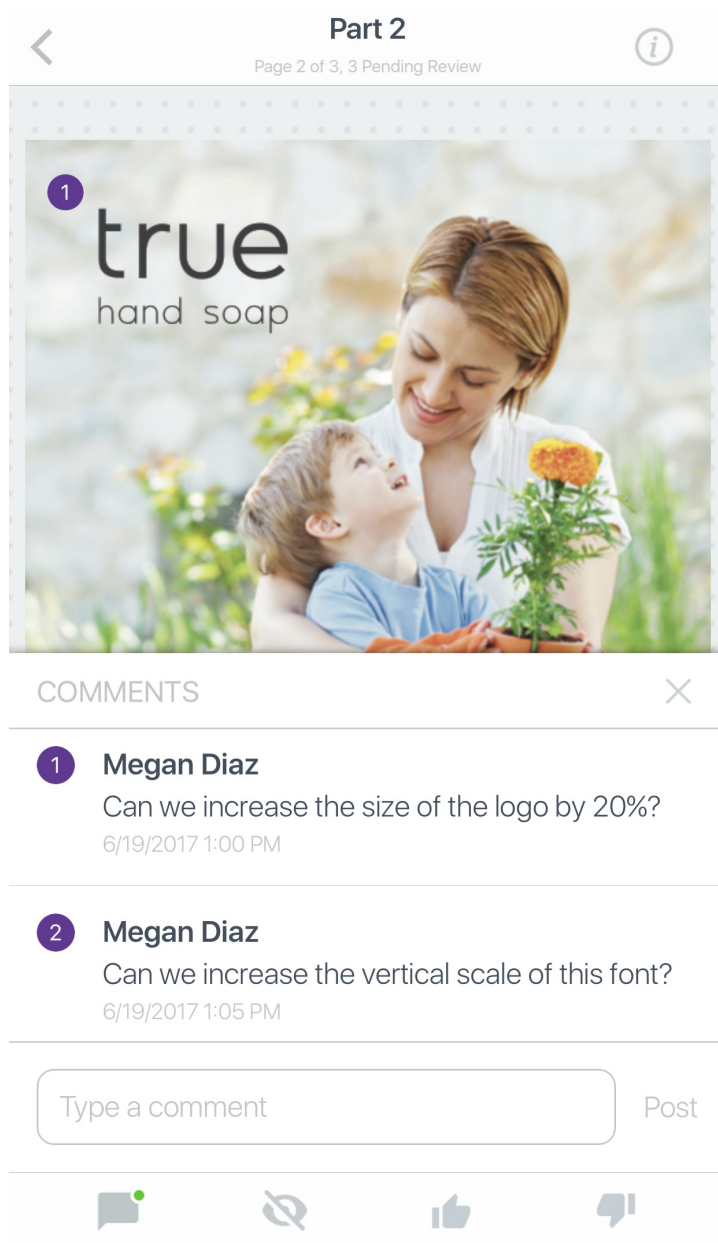 Part 2
Page 2 of 3, 3 Pending Review
i
1
true
hand soap
COMMENTS
1
Megan Diaz
Can we increase the size of the logo by 20%?
6/19/2017 1:00 PM
2
Megan Diaz
Can we increase the vertical scale of this font?
6/19/2017 1:05 PM
Type a comment
Post